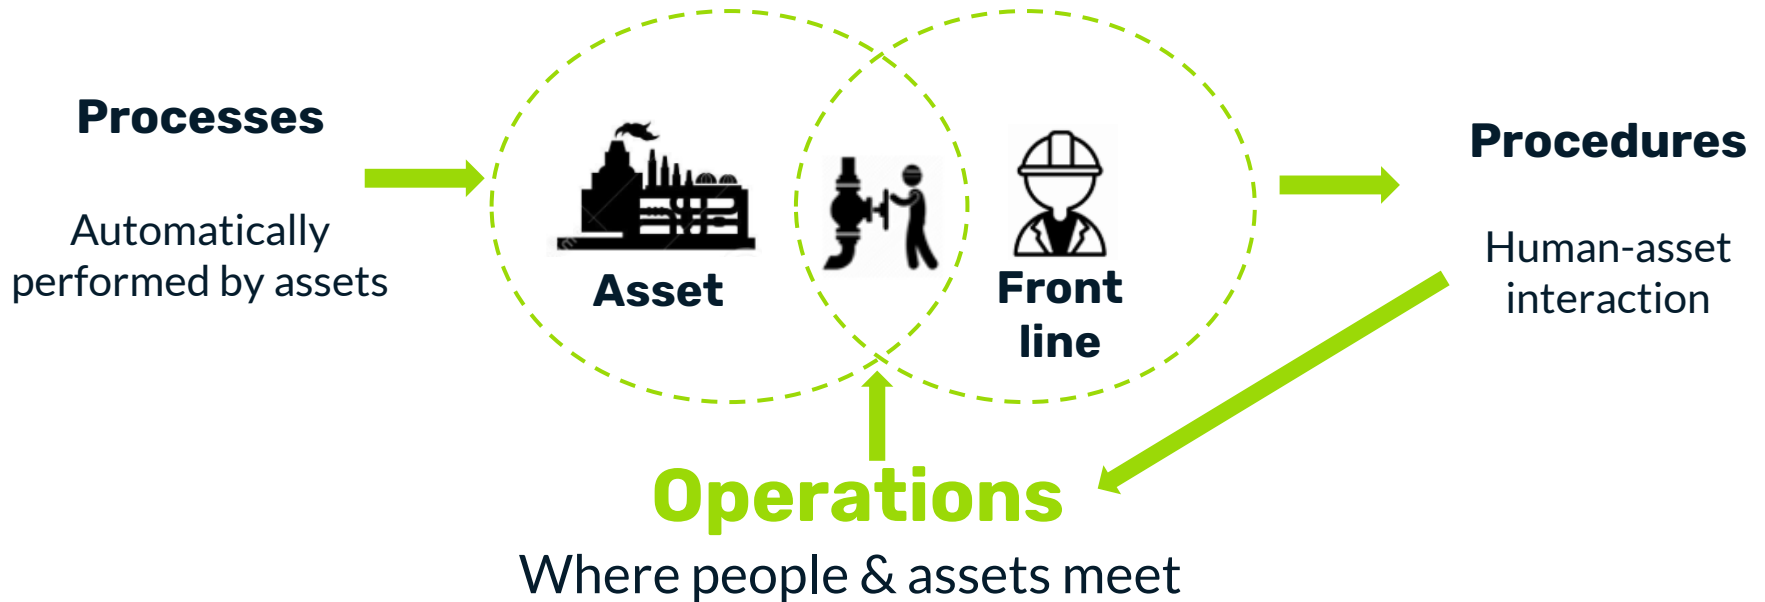 Processes
Automatically
performed by assets
Asset
Front
line
Procedures
Human-asset
interaction
Operations
Where people & assets meet